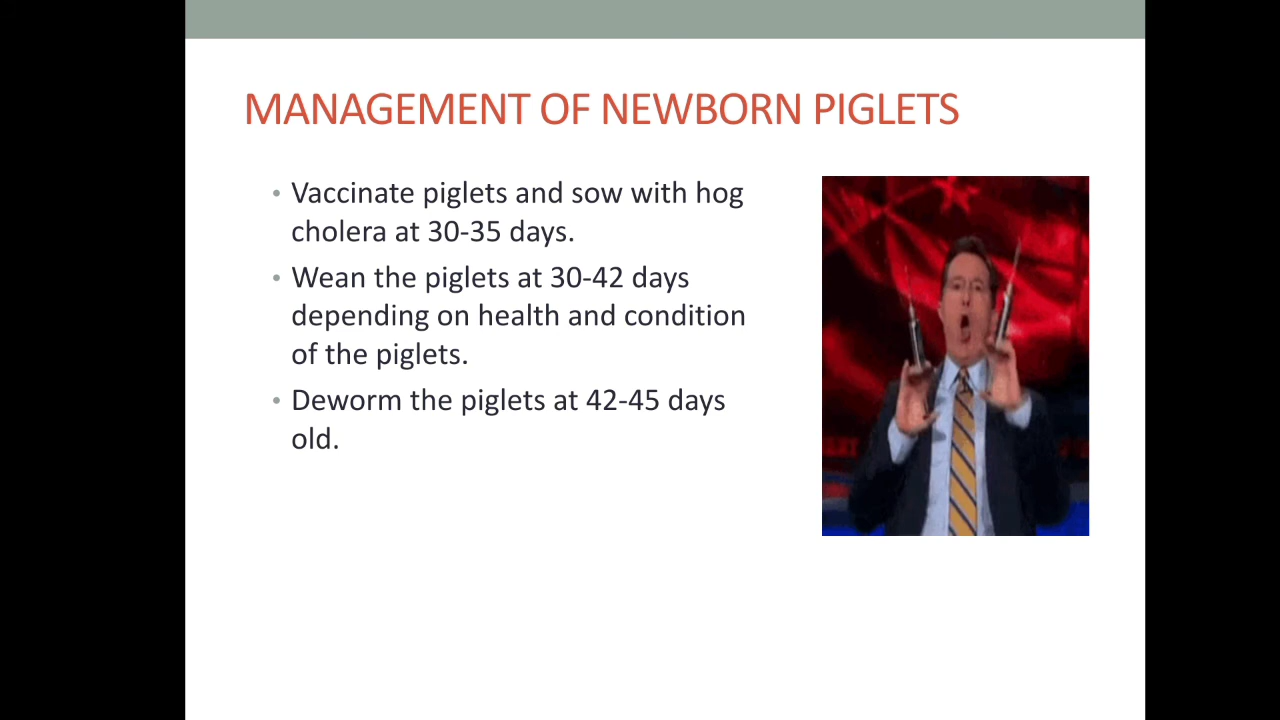 MANAGEMENT OF NEWBORN PIGLETS
• Vaccinate piglets and sow with hog
cholera at 30-35 days.
• Wean the piglets at 30-42 days
depending on health and condition
of the piglets.
• Deworm the piglets at 42-45 days
old.